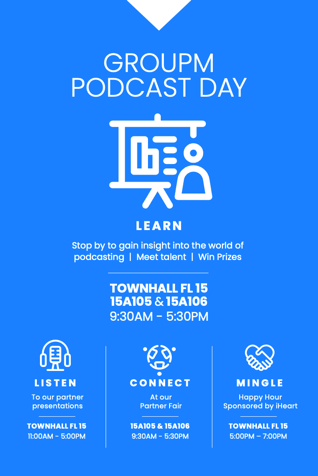 GROUPM
PODCAST DAY
LEARN
Stop by to gain insight into the world of
podcasting | Meet talent | Win Prizes
TOWNHALL FL 15
15A105 & 15A106
9:30AM - 5:30PM
LISTEN
To our partner
presentations
TOWNHALL FL 15
11:00AM - 5:00PM
CONNECT
At our
Partner Fair
15A105 & 15A106
9:30AM - 5:30PM
MINGLE
Happy Hour
Sponsored by iHeart
TOWNHALL FL 15
5:00PM – 7:00PM